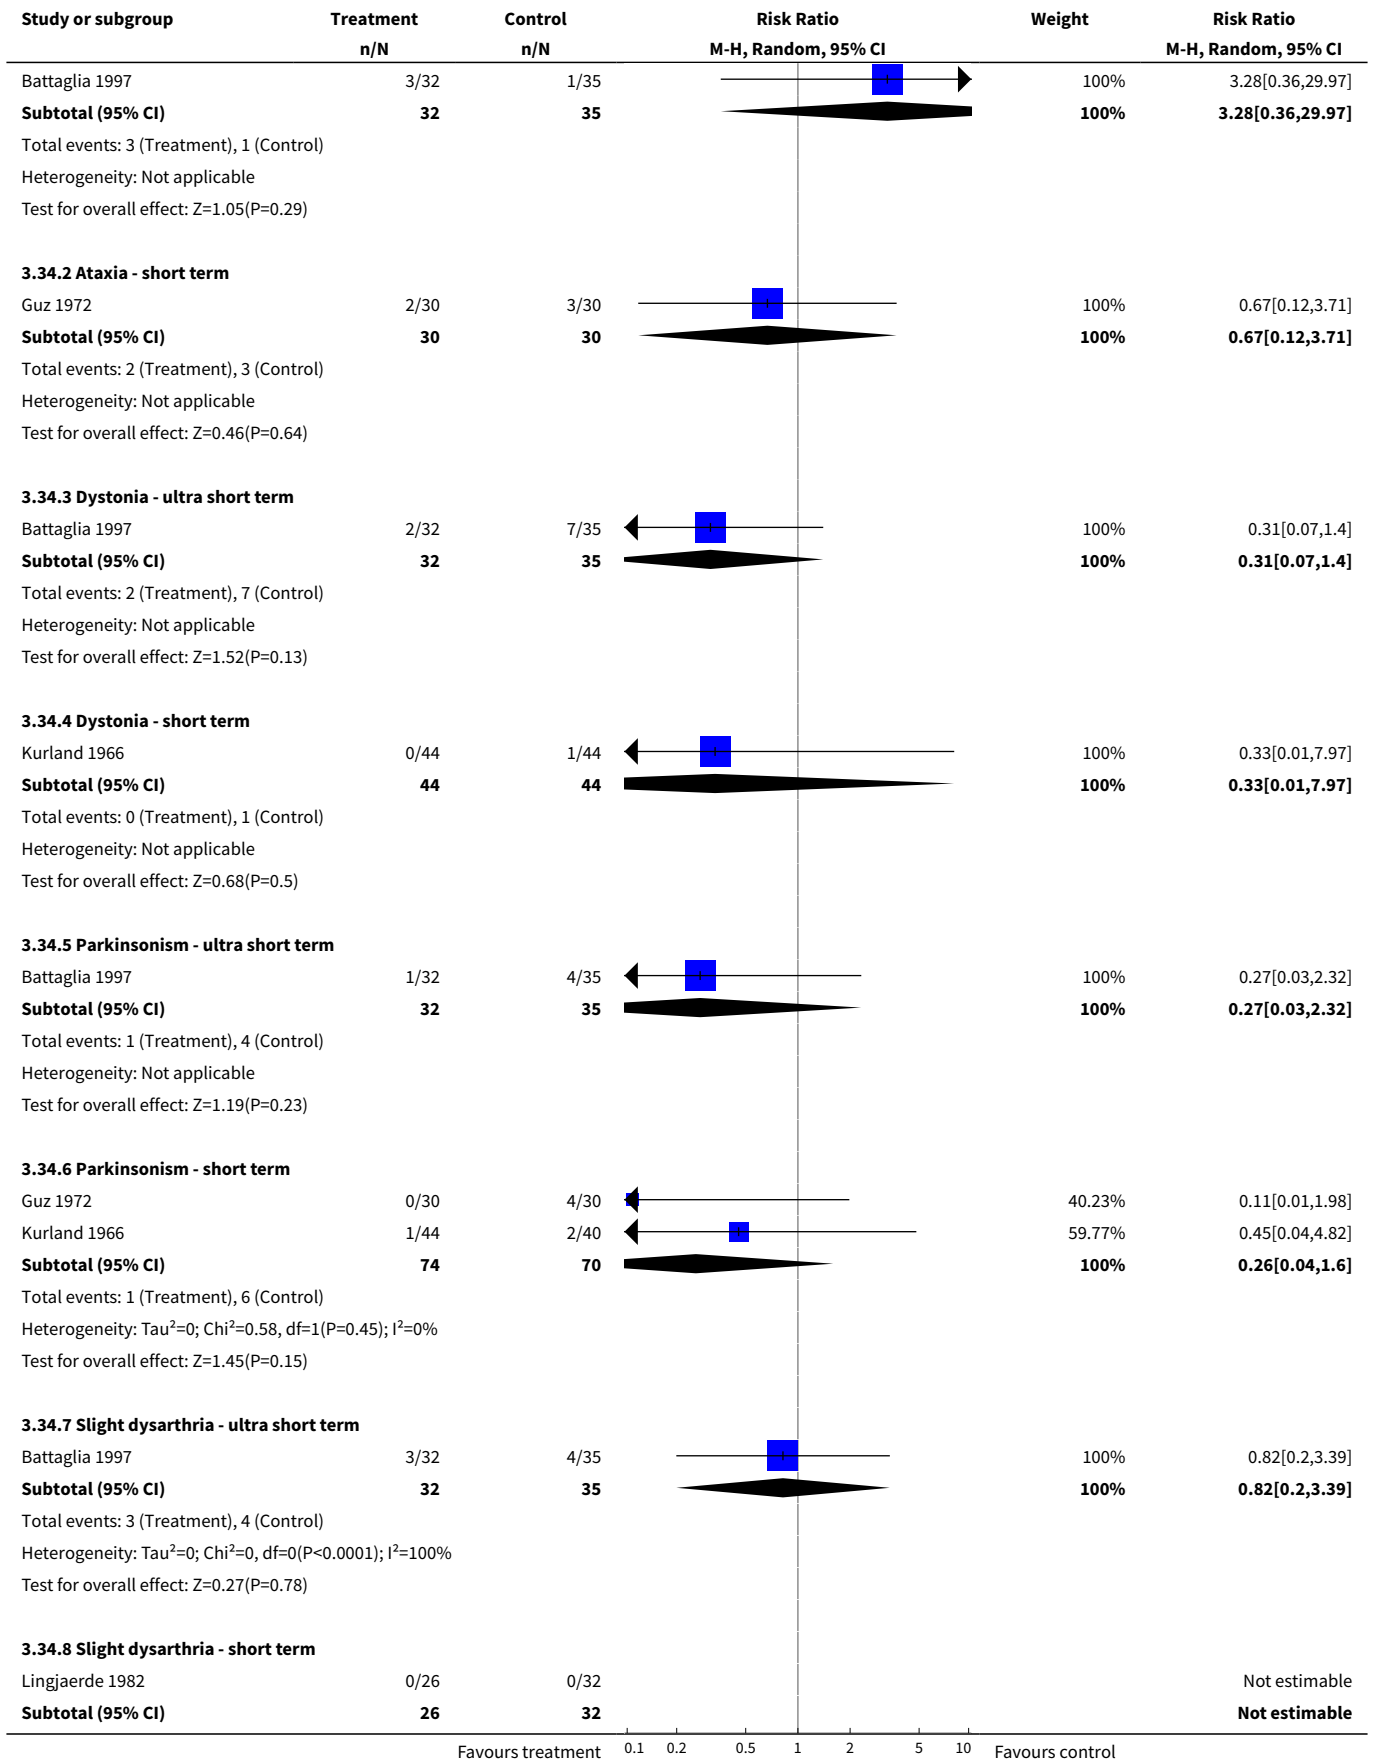 Study or subgroup Treatment Control Risk Ratio Weight Risk Ratio
n/N n/N M-H, Random, 95% CI M-H, Random, 95% CI
Battaglia 1997 3/32 1/35 100% 3.28[0.36,29.97]
Subtotal (95% CI) 32 35 100% 3.28[0.36,29.97]
Total events: 3 (Treatment), 1 (Control)
Heterogeneity: Not applicable
Test for overall effect: Z=1.05(P=0.29)
3.34.2 Ataxia - short term
Guz 1972 2/30 3/30 100% 0.67[0.12,3.71]
Subtotal (95% CI) 30 30 100% 0.67[0.12,3.71]
Total events: 2 (Treatment), 3 (Control)
Heterogeneity: Not applicable
Test for overall effect: Z=0.46(P=0.64)
3.34.3 Dystonia - ultra short term
Battaglia 1997 2/32 7/35 100% 0.31[0.07,1.4]
Subtotal (95% CI) 32 35 100% 0.31[0.07,1.4]
Total events: 2 (Treatment), 7 (Control)
Heterogeneity: Not applicable
Test for overall effect: Z=1.52(P=0.13)
3.34.4 Dystonia - short term
Kurland 1966 0/44 1/44 100% 0.33[0.01,7.97]
Subtotal (95% CI) 44 44 100% 0.33[0.01,7.97]
Total events: 0 (Treatment), 1 (Control)
Heterogeneity: Not applicable
Test for overall effect: Z=0.68(P=0.5)
3.34.5 Parkinsonism - ultra short term
Battaglia 1997 1/32 4/35 100% 0.27[0.03,2.32]
Subtotal (95% CI) 32 35 100% 0.27[0.03,2.32]
Total events: 1 (Treatment), 4 (Control)
Heterogeneity: Not applicable
Test for overall effect: Z=1.19(P=0.23)
3.34.6 Parkinsonism - short term
Guz 1972 0/30 4/30 40.23% 0.11[0.01,1.98]
Kurland 1966 1/44 2/40 59.77% 0.45[0.04,4.82]
Subtotal (95% CI) 74 70 100% 0.26[0.04,1.6]
Total events: 1 (Treatment), 6 (Control)
Heterogeneity: Tau²=0; Chi²=0.58, df=1(P=0.45); I²=0%
Test for overall effect: Z=1.45(P=0.15)
3.34.7 Slight dysarthria - ultra short term
Battaglia 1997 3/32 4/35 100% 0.82[0.2,3.39]
Subtotal (95% CI) 32 35 100% 0.82[0.2,3.39]
Total events: 3 (Treatment), 4 (Control)
Heterogeneity: Tau²=0; Chi²=0, df=0(P<0.0001); I²=100%
Test for overall effect: Z=0.27(P=0.78)
3.34.8 Slight dysarthria - short term
Lingjaerde 1982 0/26 0/32 Not estimable
Subtotal (95% CI) 26 32 Not estimable
Favours treatment 0.1 0.2 0.5 1 2 5 10 Favours control